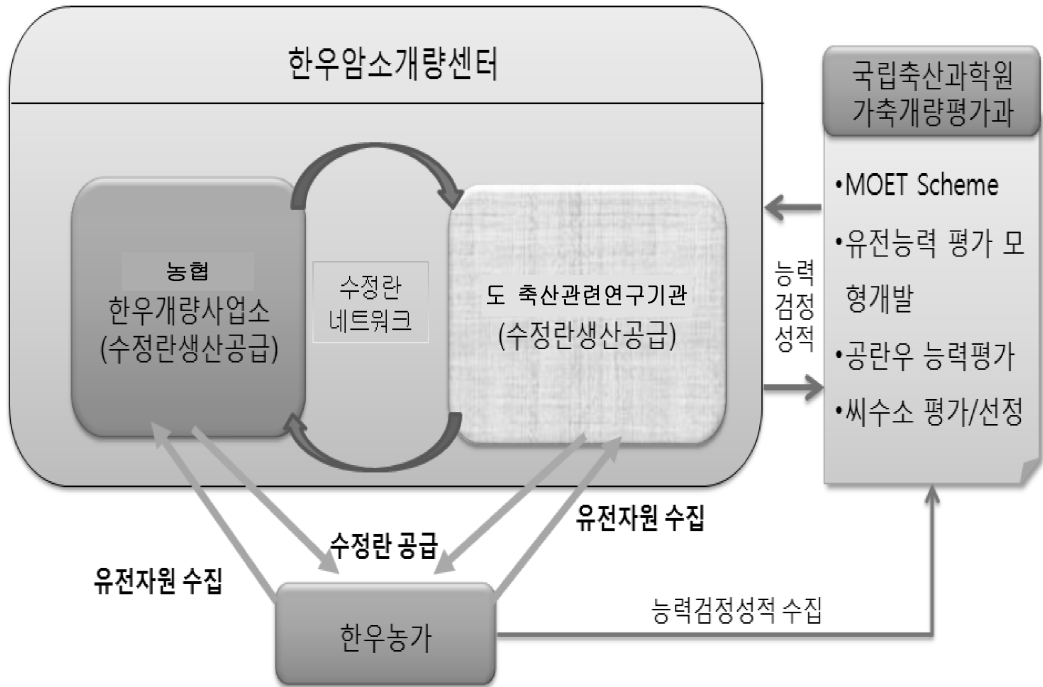 한우암소개량센터
농협
한우개량사업소
(수정란생산공급)
수정란
네트워크
도 축산관련연구기관
(수정란생산공급)
능력
검정
성적
국립축산과학원
가축개량평가과
•MOET Scheme
•유전능력 평가 모
형개발
•공란우 능력평가
•씨수소 평가/선정
유전자원 수집
수정란 공급
유전자원 수집
한우농가
능력검정성적 수집